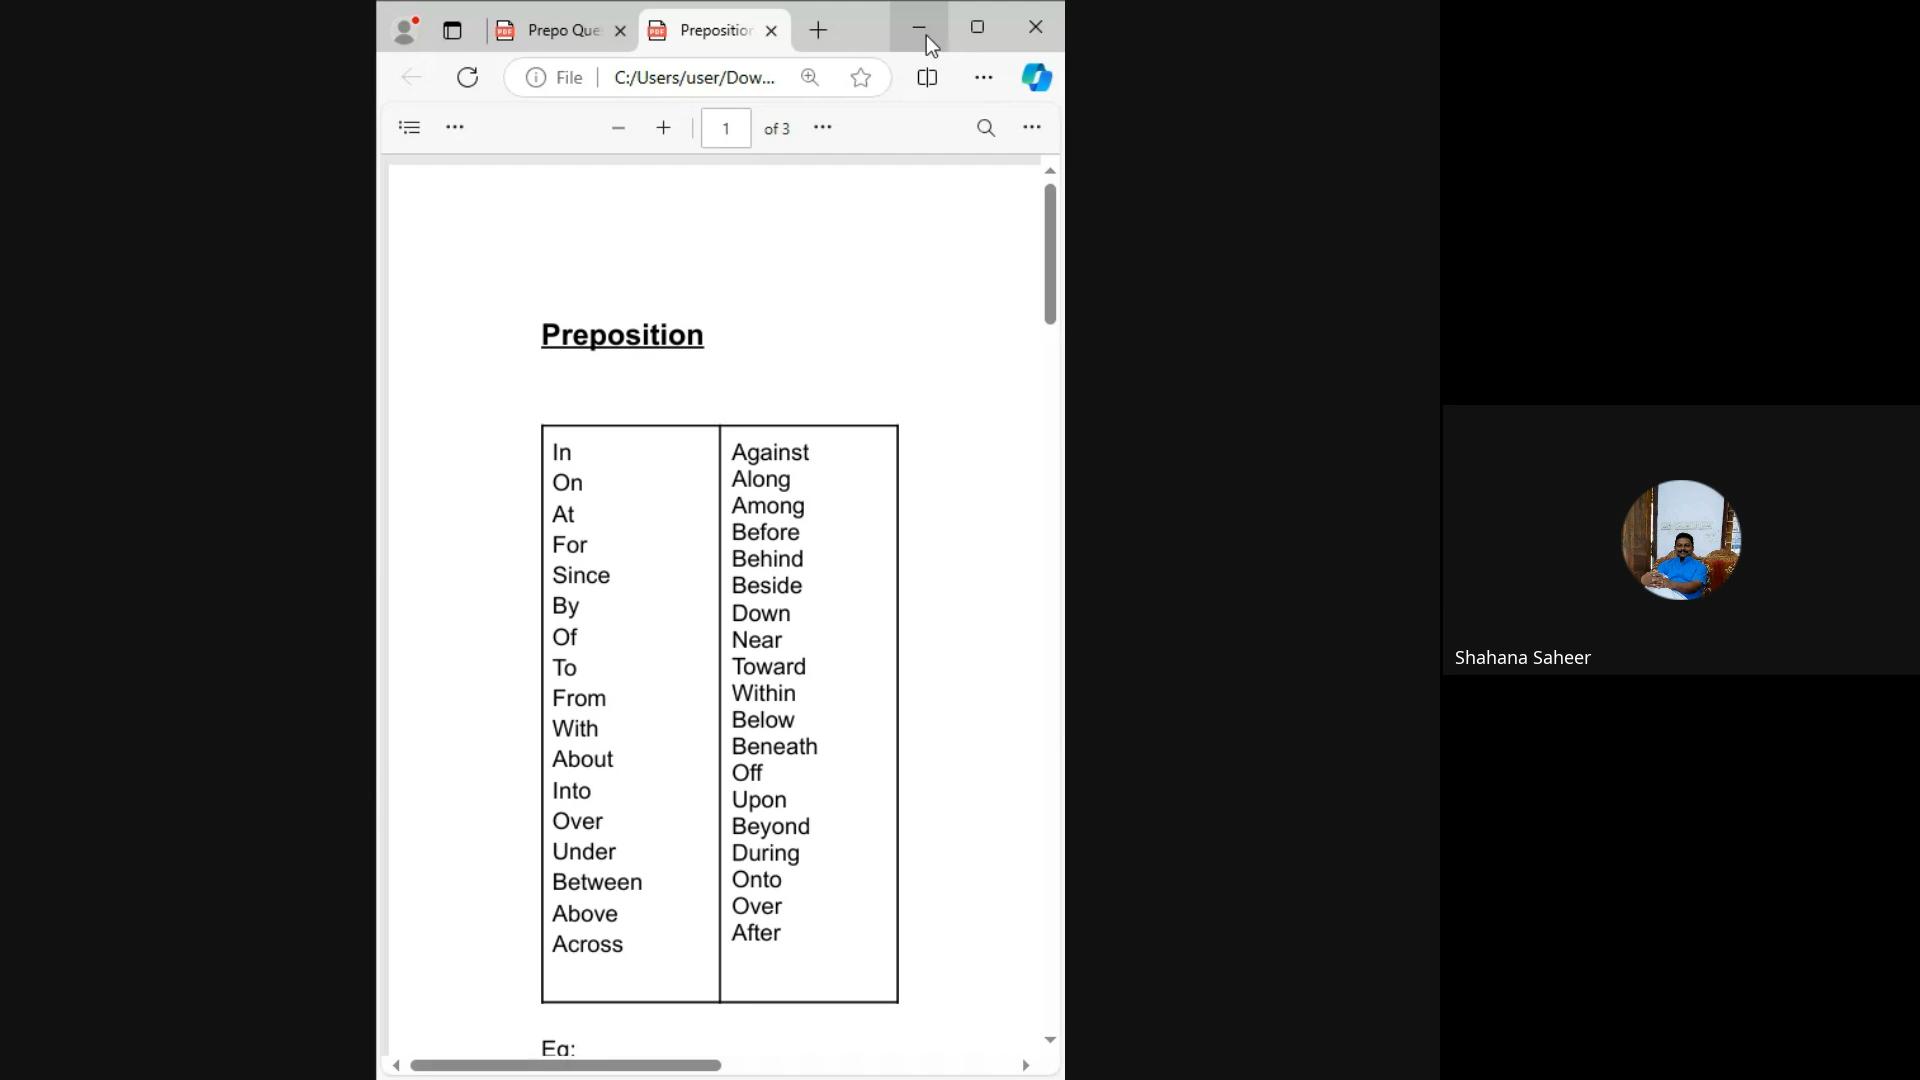 Prepo Que
Preposition
File
C:/Users/user/Dow...
1
of 3
Preposition
In
On
At
For
Since
By
Of
To
From
With
About
Into
Over
Under
Between
Above
Across
Against
Along
Among
Before
Behind
Beside
Down
Near
Toward
Within
Below
Beneath
Off
Upon
Beyond
During
Onto
Over
After
Eg:
Shahana Saheer